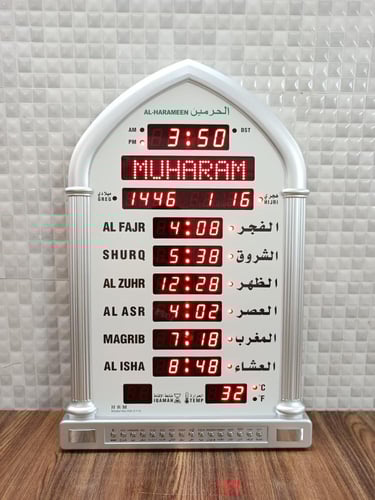 AL-HARAMEEN الحرمين
AM
PM
3:50
DST
MUHARAM
ميلادي
GREG
1446 1 16
هجري
HIJRI
AL FAJR 4:08 الفجر
SHURQ 5:38 الشروق
AL ZUHR 12:28 الظهر
AL ASR 4:02 العصر
MAGRIB 7:18 المغرب
AL ISHA 8:48 العشاء
IQAMAH
الحرارة
TEMP
32
°C
°F